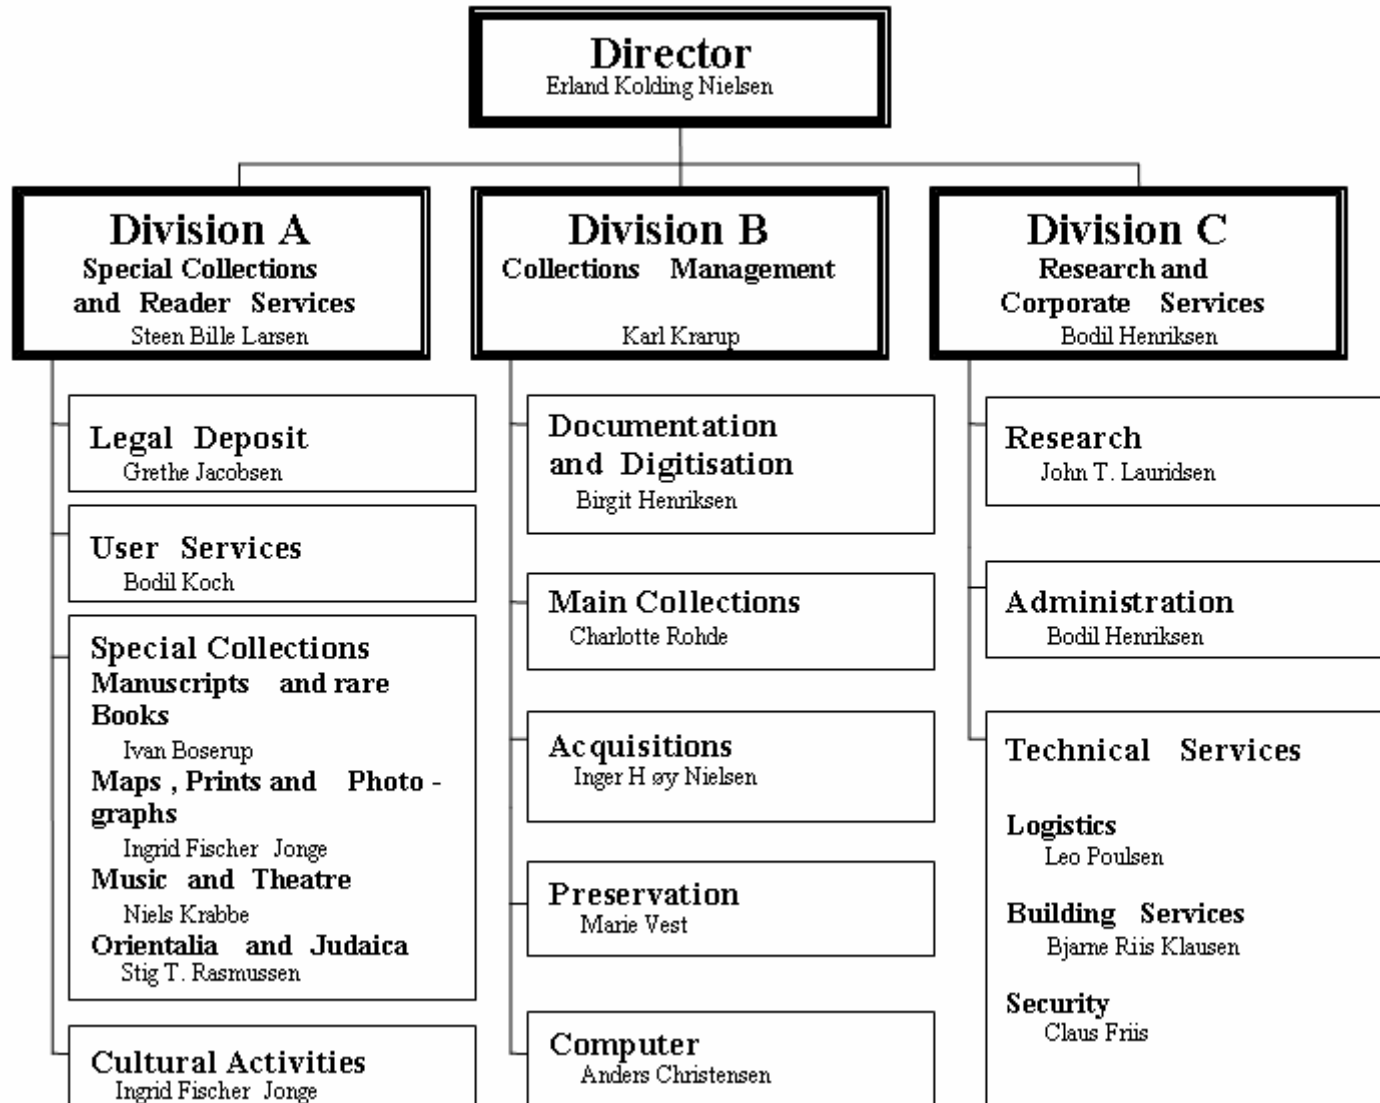 Director
Erland Kolding Nielsen
Division A
Special Collections
and Reader Services
Steen Bille Larsen
Division B
Collections Management
Karl Krarup
Division C
Research and
Corporate Services
Bodil Henriksen
Legal Deposit
Grethe Jacobsen
User Services
Bodil Koch
Special Collections
Manuscripts and rare
Books
Ivan Boserup
Maps , Prints and Photo -
graphs
Ingrid Fischer Jonge
Music and Theatre
Niels Krabbe
Orientalia and Judaica
Stig T. Rasmussen
Cultural Activities
Ingrid Fischer Jonge
Documentation
and Digitisation
Birgit Henriksen
Main Collections
Charlotte Rohde
Acquisitions
Inger H øy Nielsen
Preservation
Marie Vest
Computer
Anders Christensen
Research
John T. Lauridsen
Administration
Bodil Henriksen
Technical Services
Logistics
Leo Poulsen
Building Services
Bjarne Riis Klausen
Security
Claus Friis